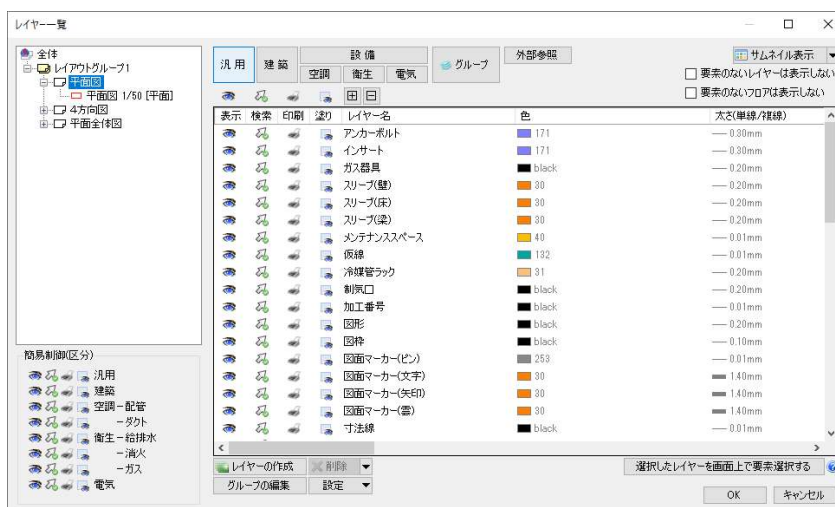 レイヤー一覧
全体
レイアウトグループ1
平面図
平面図 1/50 [平面]
4方向図
平面全体図
簡易制御(区分)
汎用
建築
空調－配管
－ダクト
衛生－給排水
－消火
－ガス
電気
汎用 建築 設備 グループ 外部参照 サムネイル表示
空調 衛生 電気
要素のないレイヤーは表示しない
要素のないフロアは表示しない
表示 検索 印刷 塗り レイヤー名 色 太さ(単線/複線)
アンカーボルト 171 0.30mm
インサート 171 0.30mm
ガス器具 black 0.20mm
スリーブ(壁) 30 0.20mm
スリーブ(床) 30 0.20mm
スリーブ(梁) 30 0.20mm
メンテナンススペース 40 0.01mm
仮線 132 0.01mm
冷媒管ラック 31 0.20mm
制気口 black 0.20mm
加工番号 black 0.01mm
図形 black 0.20mm
図枠 black 0.10mm
図面マーカー(ピン) 253 0.01mm
図面マーカー(文字) 30 1.40mm
図面マーカー(矢印) 30 1.40mm
図面マーカー(雲) 30 1.40mm
寸法線 black 0.01mm
レイヤーの作成 削除 選択したレイヤーを画面上で要素選択する
グループの編集 設定
OK キャンセル